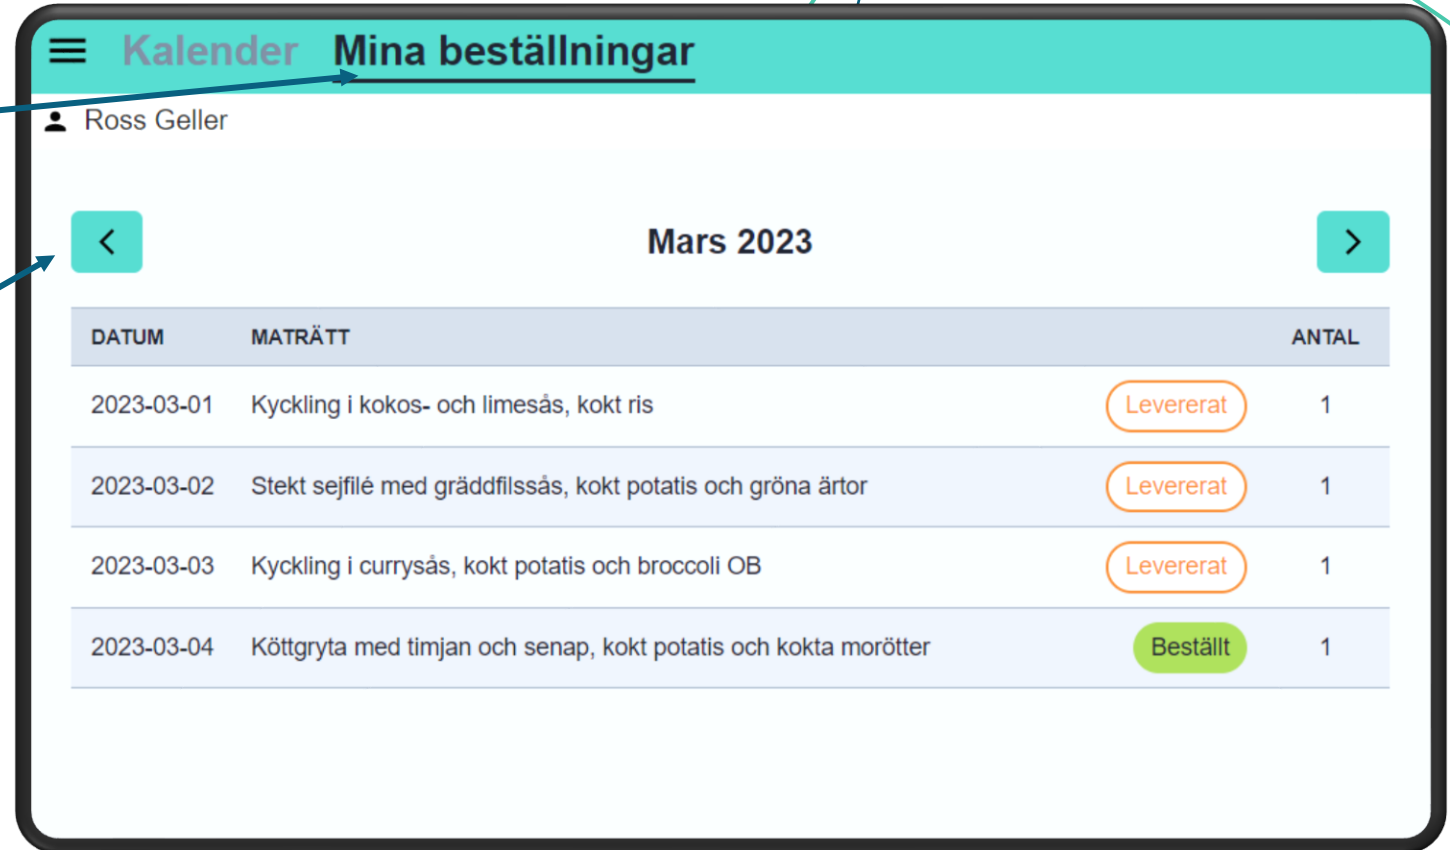 Kalender Mina beställningar
Ross Geller
Mars 2023
DATUM MATRÄTT ANTAL
2023-03-01 Kyckling i kokos- och limesås, kokt ris Levererat 1
2023-03-02 Stekt sejfilé med gräddfilssås, kokt potatis och gröna ärtor Levererat 1
2023-03-03 Kyckling i currysås, kokt potatis och broccoli OB Levererat 1
2023-03-04 Köttgryta med timjan och senap, kokt potatis och kokta morötter Beställt 1